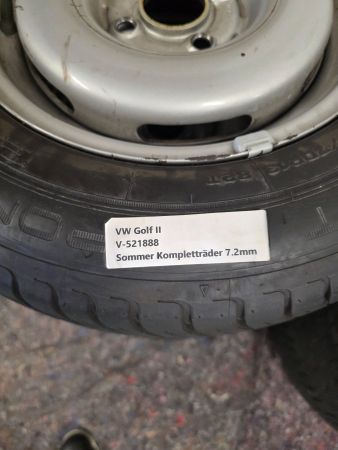 VW Golf II
V-521888
Sommer Kompletträder 7.2mm